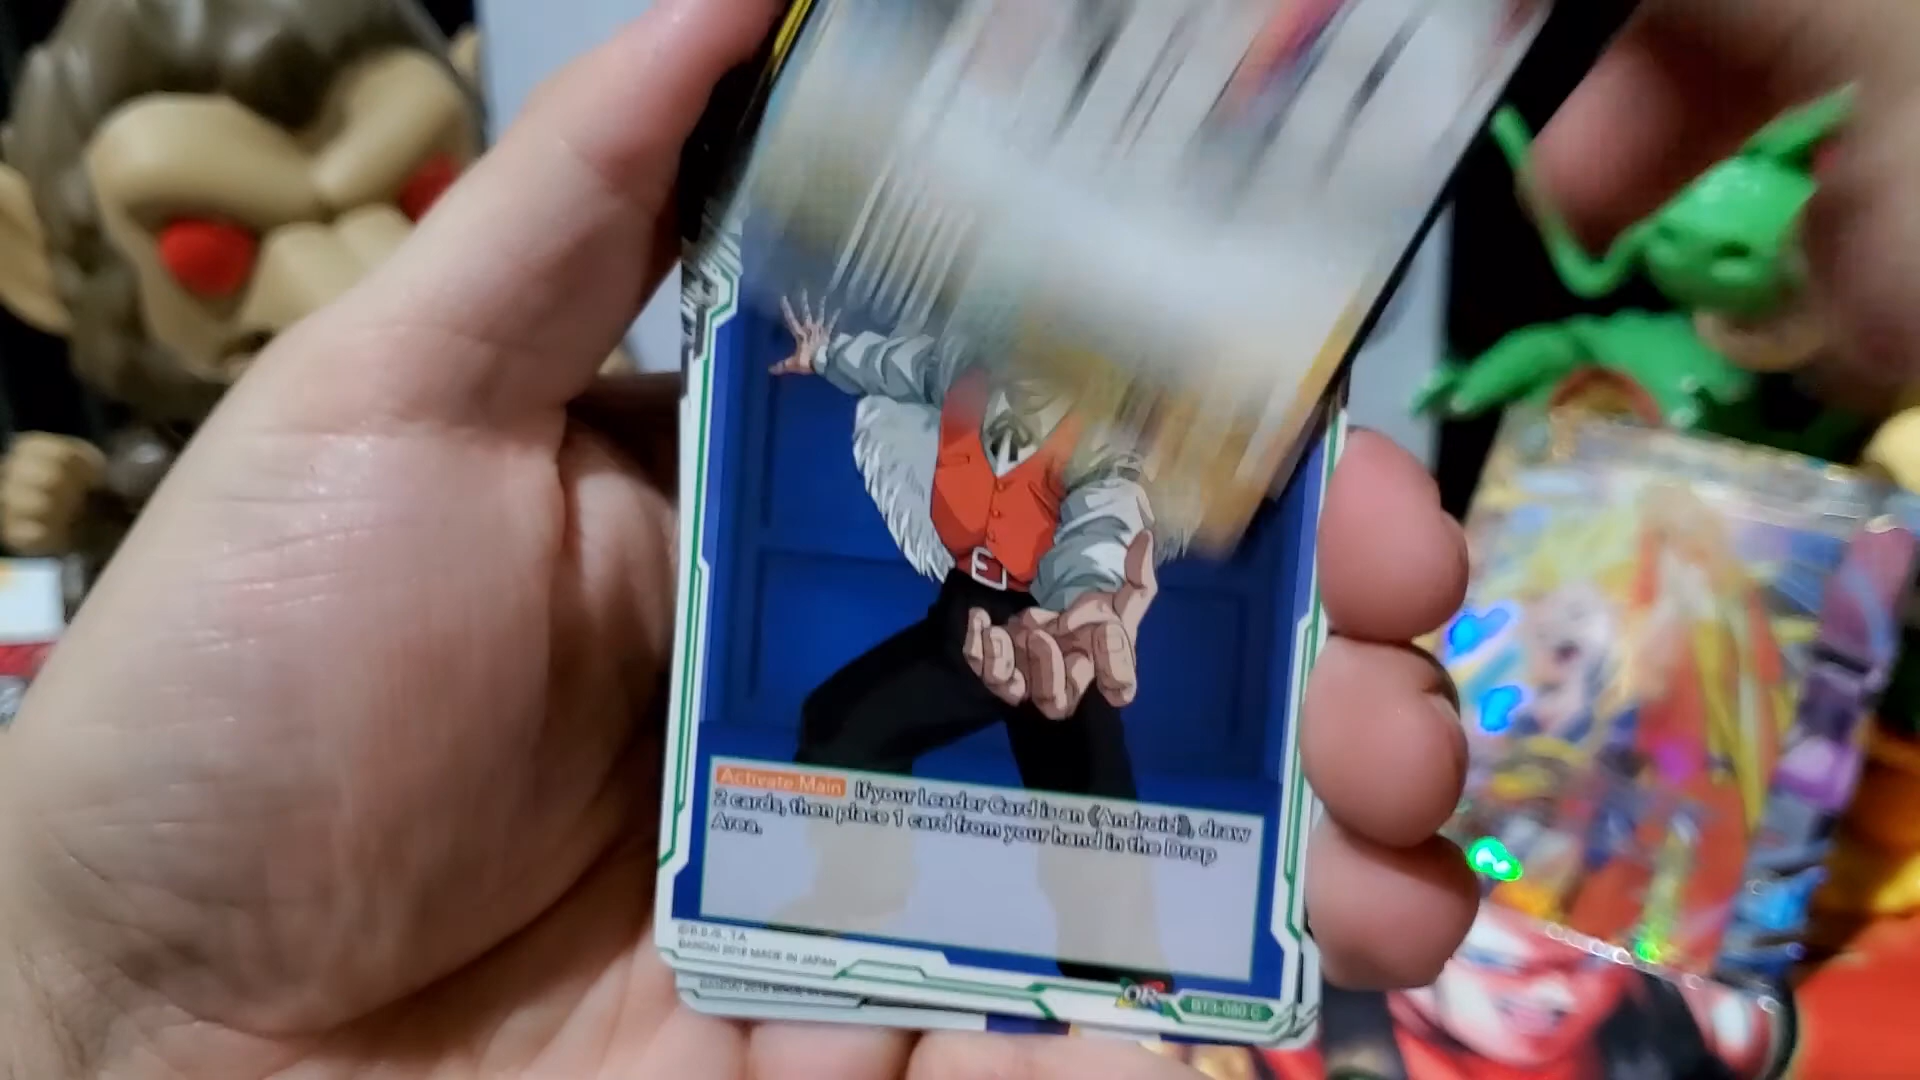 Activate Main If your Leader Card is an 《Android》, draw
2 cards, then place 1 card from your hand in the Drop
Area.
BANDAI 2018 MADE IN JAPAN